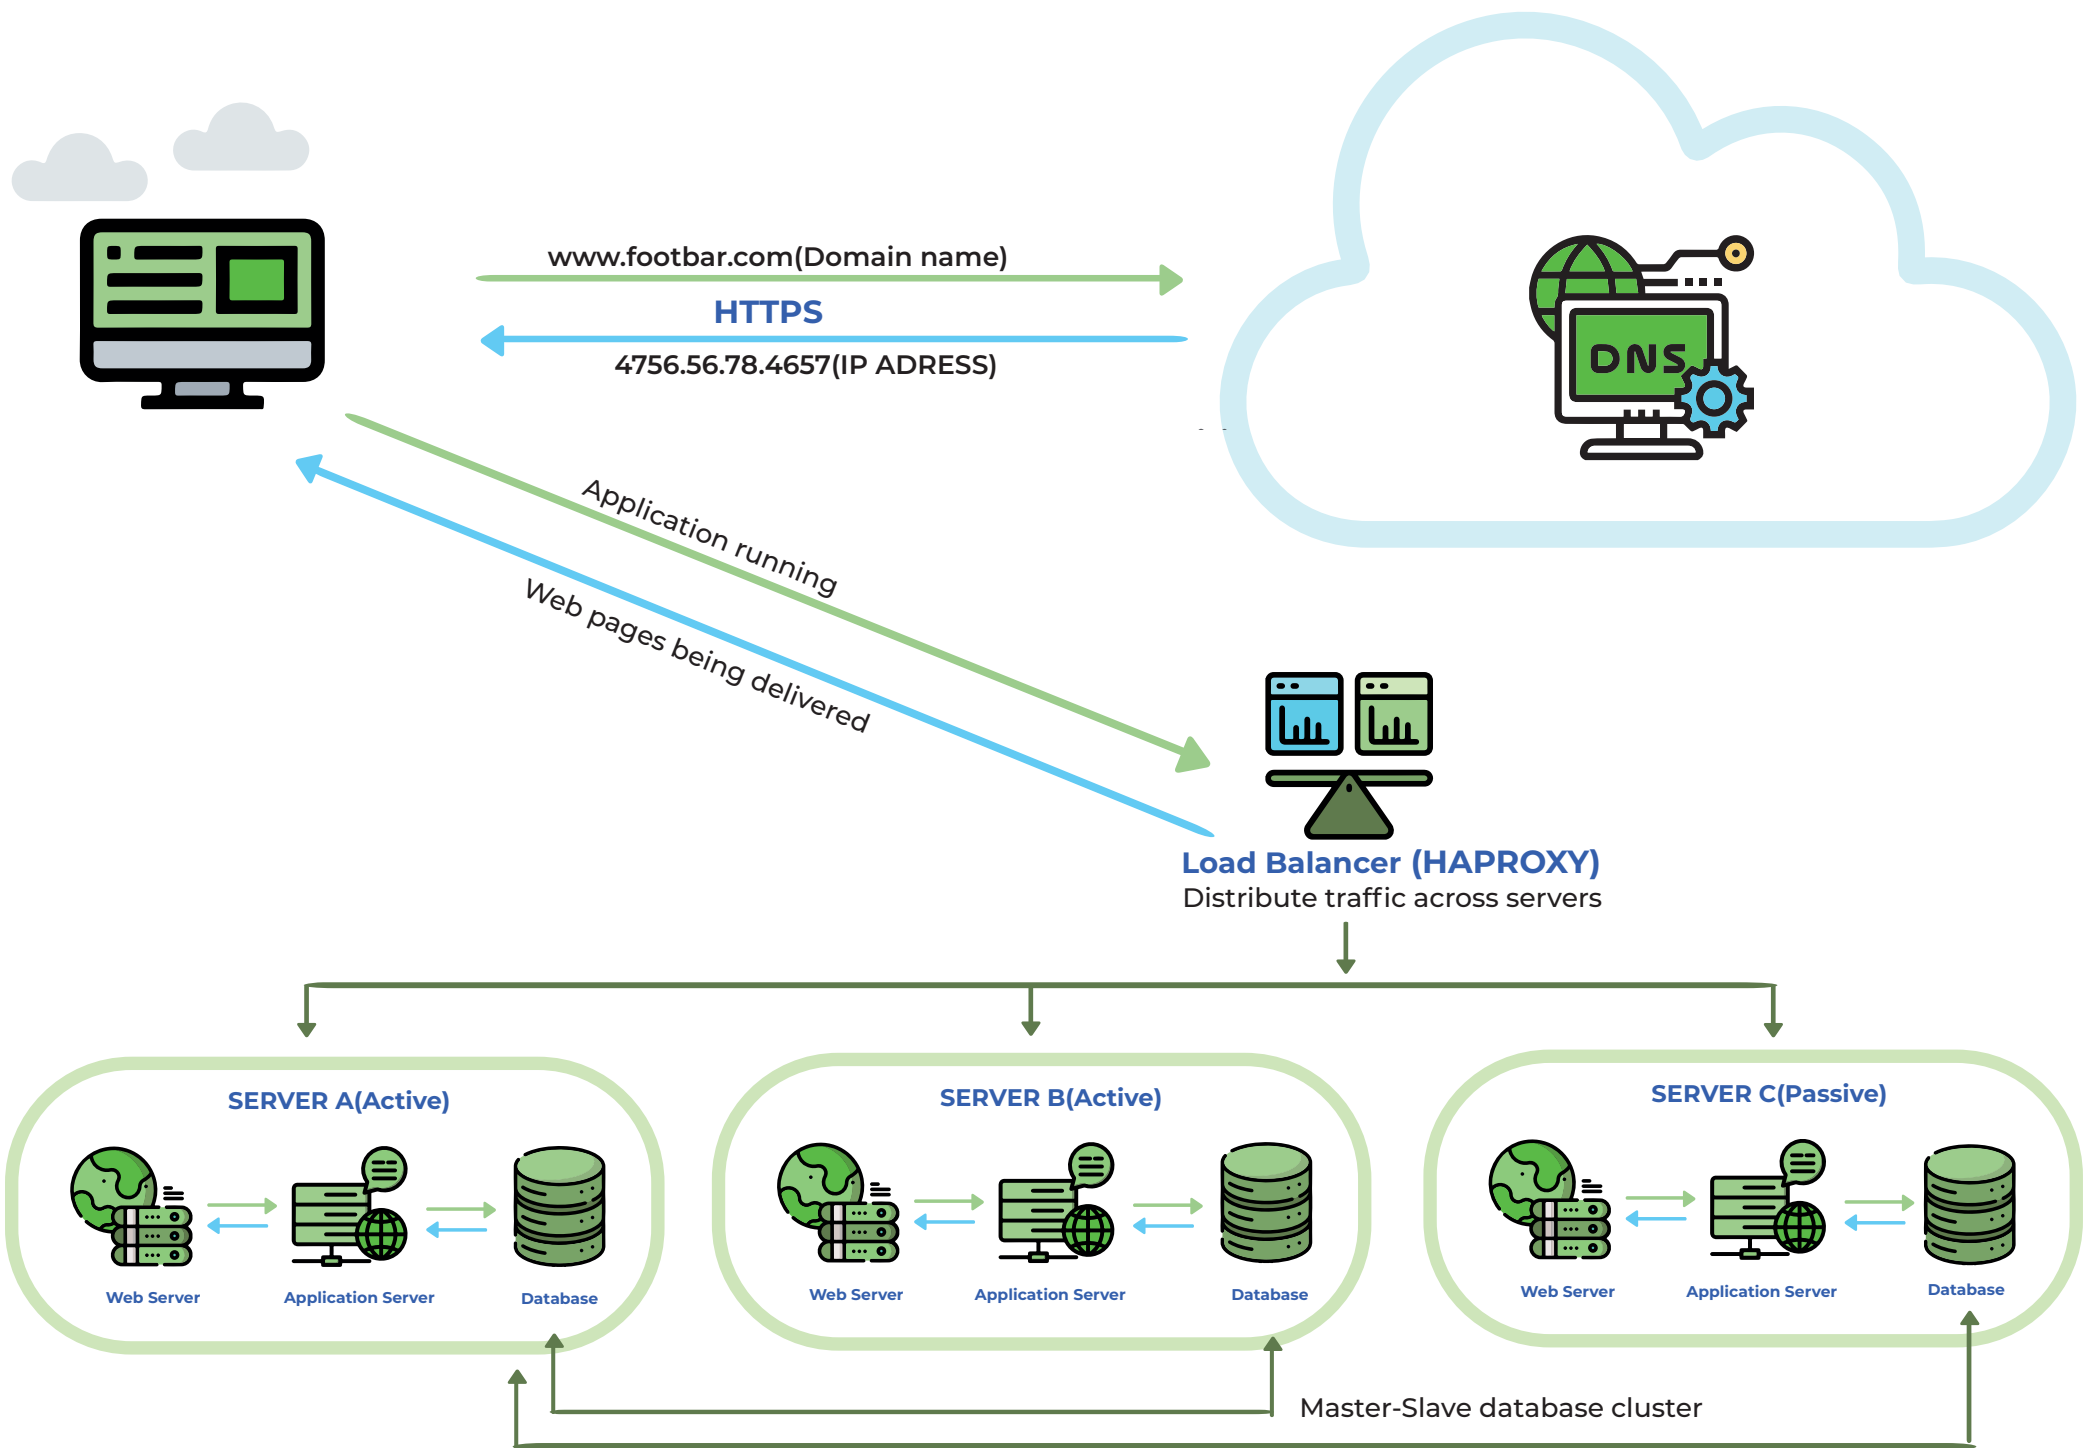 www.footbar.com(Domain name)
HTTPS
4756.56.78.4657(IP ADRESS)
DNS
Application running
Web pages being delivered
Load Balancer (HAPROXY)
Distribute traffic across servers
SERVER A(Active)
SERVER B(Active)
SERVER C(Passive)
Web Server
Application Server
Database
Web Server
Application Server
Database
Web Server
Application Server
Database
Master-Slave database cluster